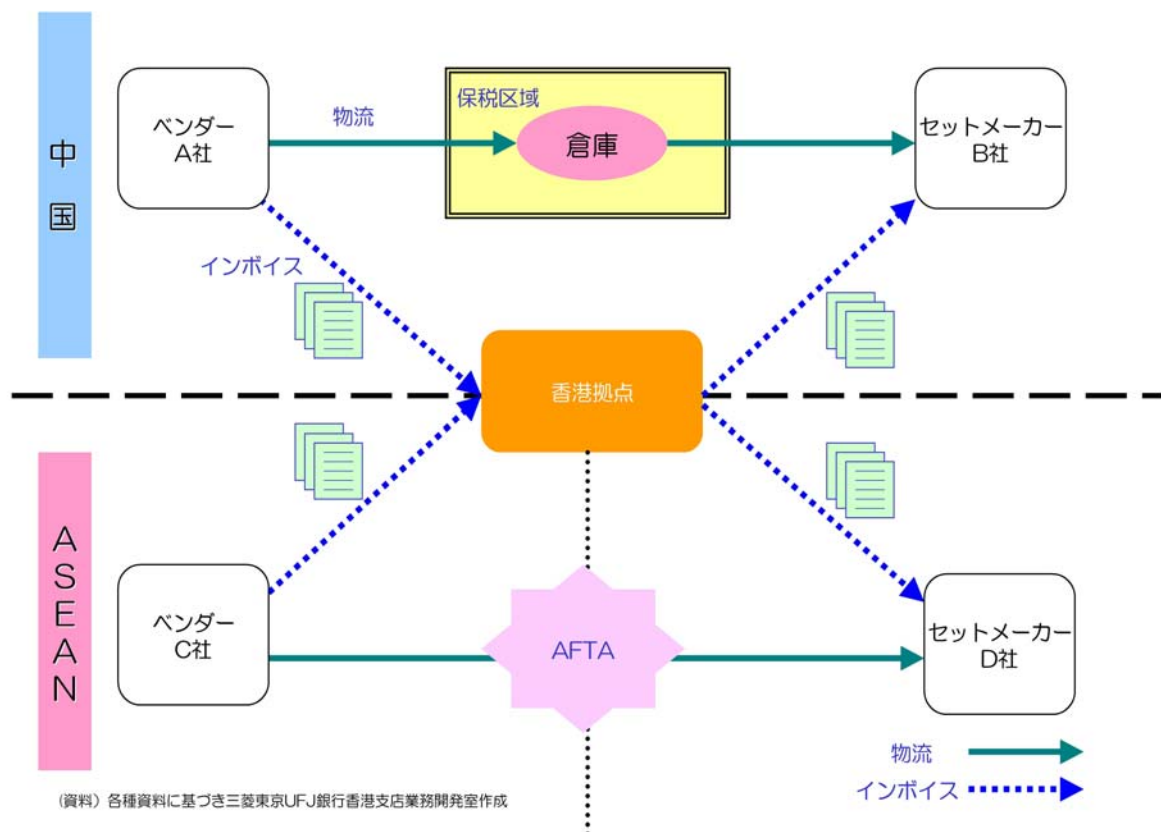 中
国
ベンダー
A社
物流
保税区域
倉庫
セットメーカー
B社
インボイス
香港拠点
ASEAN
ベンダー
C社
AFTA
セットメーカー
D社
物流
インボイス
(資料）各種資料に基づき三菱東京UFJ銀行香港支店業務開発室作成